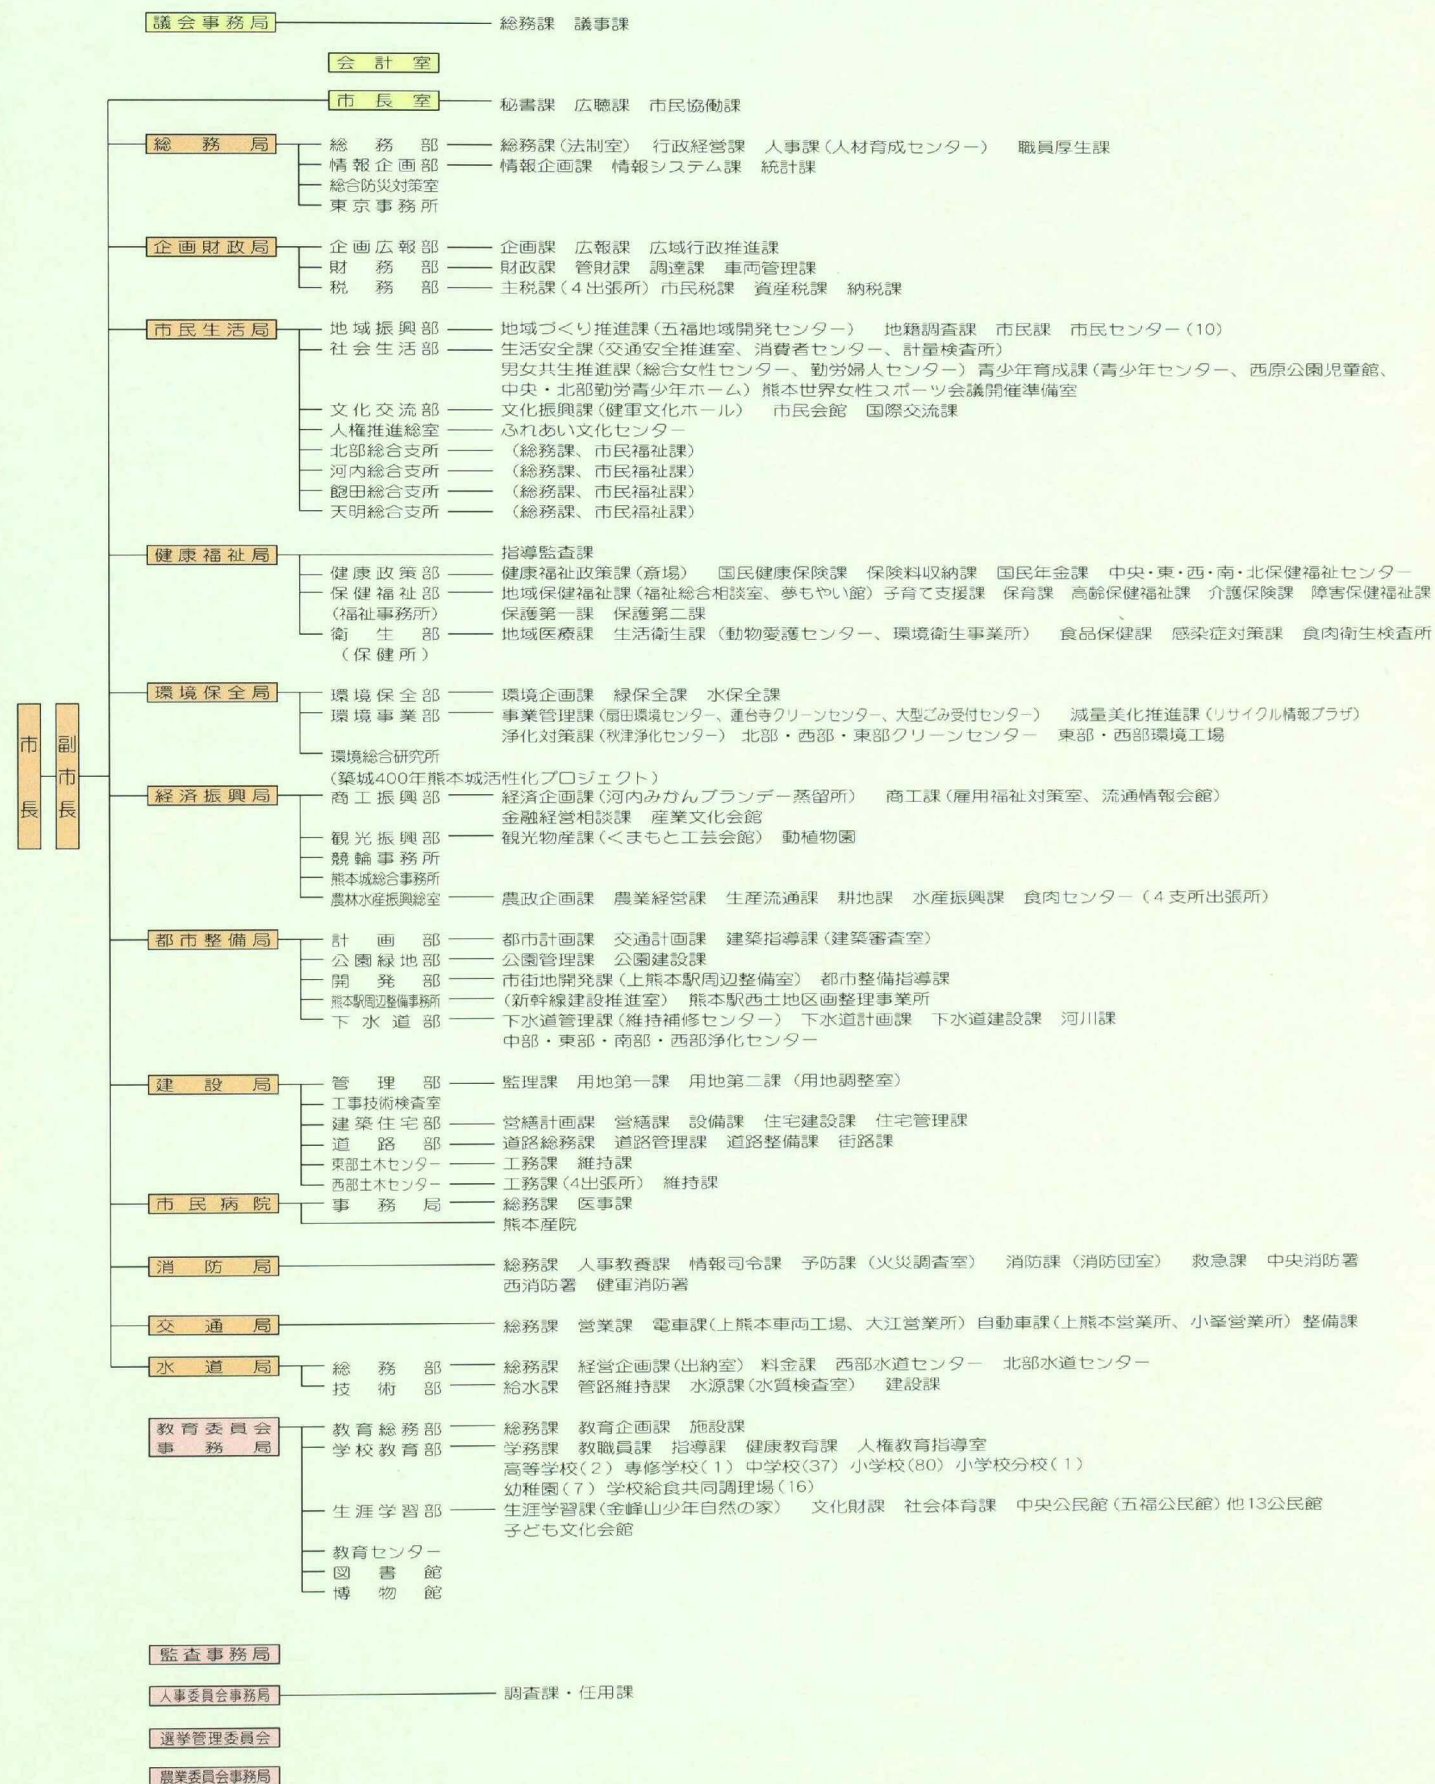 議会事務局 総務課 議事課
会計室
市長室 秘書課 広聴課 市民協働課
総務局 総務部 総務課(法制室) 行政経営課 人事課(人材育成センター) 職員厚生課
情報企画部 情報企画課 情報システム課 統計課
総合防災対策室
東京事務所
企画財政局 企画広報部 企画課 広報課 広域行政推進課
財務部 財政課 管財課 調達課 車両管理課
税務部 主税課(4出張所) 市民税課 資産税課 納税課
市民生活局 地域振興部 地域づくり推進課(五福地域開発センター) 地籍調査課 市民課 市民センター(10)
社会生活部 生活安全課(交通安全推進室、消費者センター、計量検査所)
男女共生推進課(総合女性センター、勤労婦人センター) 青少年育成課(青少年センター、西原公園児童館、
中央・北部勤労青少年ホーム) 熊本世界女性スポーツ会議開催準備室
文化交流部 文化振興課(健軍文化ホール) 市民会館 国際交流課
人権推進総室 ふれあい文化センター
北部総合支所 (総務課、市民福祉課)
河内総合支所 (総務課、市民福祉課)
飽田総合支所 (総務課、市民福祉課)
天明総合支所 (総務課、市民福祉課)
健康福祉局 指導監査課
健康政策部 健康福祉政策課(斎場) 国民健康保険課 保険料収納課 国民年金課 中央・東・西・南・北保健福祉センター
保健福祉部 地域保健福祉課(福祉総合相談室、夢もやい館) 子育て支援課 保育課 高齢保健福祉課 介護保険課 障害保健福祉課
(福祉事務所) 保護第一課 保護第二課
衛生部 地域医療課 生活衛生課(動物愛護センター、環境衛生事業所) 食品保健課 感染症対策課 食肉衛生検査所
(保健所)
環境保全局 環境保全部 環境企画課 緑保全課 水保全課
環境事業部 事業管理課(扇田環境センター、蓮台寺クリーンセンター、大型ごみ受付センター) 減量美化推進課(リサイクル情報プラザ)
浄化対策課(秋津浄化センター) 北部・西部・東部クリーンセンター 東部・西部環境工場
環境総合研究所
市長 副市長
(築城400年熊本城活性化プロジェクト)
経済振興局 商工振興部 経済企画課(河内みかんブランデー蒸留所) 商工課(雇用福祉対策室、流通情報会館)
金融経営相談課 産業文化会館
観光振興部 観光物産課(くまもと工芸会館) 動植物園
競輪事務所
熊本城総合事務所
農林水産振興総室 農政企画課 農業経営課 生産流通課 耕地課 水産振興課 食肉センター(4支所出張所)
都市整備局 計画部 都市計画課 交通計画課 建築指導課(建築審査室)
公園緑地部 公園管理課 公園建設課
開発部 市街地開発課(上熊本駅周辺整備室) 都市整備指導課
熊本駅周辺整備事務所 (新幹線建設推進室) 熊本駅西土地区画整理事業所
下水道部 下水道管理課(維持補修センター) 下水道計画課 下水道建設課 河川課
中部・東部・南部・西部浄化センター
建設局 管理部 監理課 用地第一課 用地第二課(用地調整室)
工事技術検査室
建築住宅部 営繕計画課 営繕課 設備課 住宅建設課 住宅管理課
道路部 道路総務課 道路管理課 道路整備課 街路課
東部土木センター 工務課 維持課
西部土木センター 工務課(4出張所) 維持課
市民病院 事務局 総務課 医事課
熊本産院
消防局 総務課 人事教養課 情報司令課 予防課(火災調査室) 消防課(消防団室) 救急課 中央消防署
西消防署 健軍消防署
交通局 総務課 営業課 電車課(上熊本車両工場、大江営業所) 自動車課(上熊本営業所、小峯営業所) 整備課
水道局 総務部 総務課 経営企画課(出納室) 料金課 西部水道センター 北部水道センター
技術部 給水課 管路維持課 水源課(水質検査室) 建設課
教育委員会事務局 教育総務部 総務課 教育企画課 施設課
学校教育部 学務課 教職員課 指導課 健康教育課 人権教育指導室
高等学校(2) 専修学校(1) 中学校(37) 小学校(80) 小学校分校(1)
幼稚園(7) 学校給食共同調理場(16)
生涯学習部 生涯学習課(金峰山少年自然の家) 文化財課 社会体育課 中央公民館(五福公民館)他13公民館
子ども文化会館
教育センター
図書館
博物館
監査事務局
人事委員会事務局 調査課・任用課
選挙管理委員会
農業委員会事務局